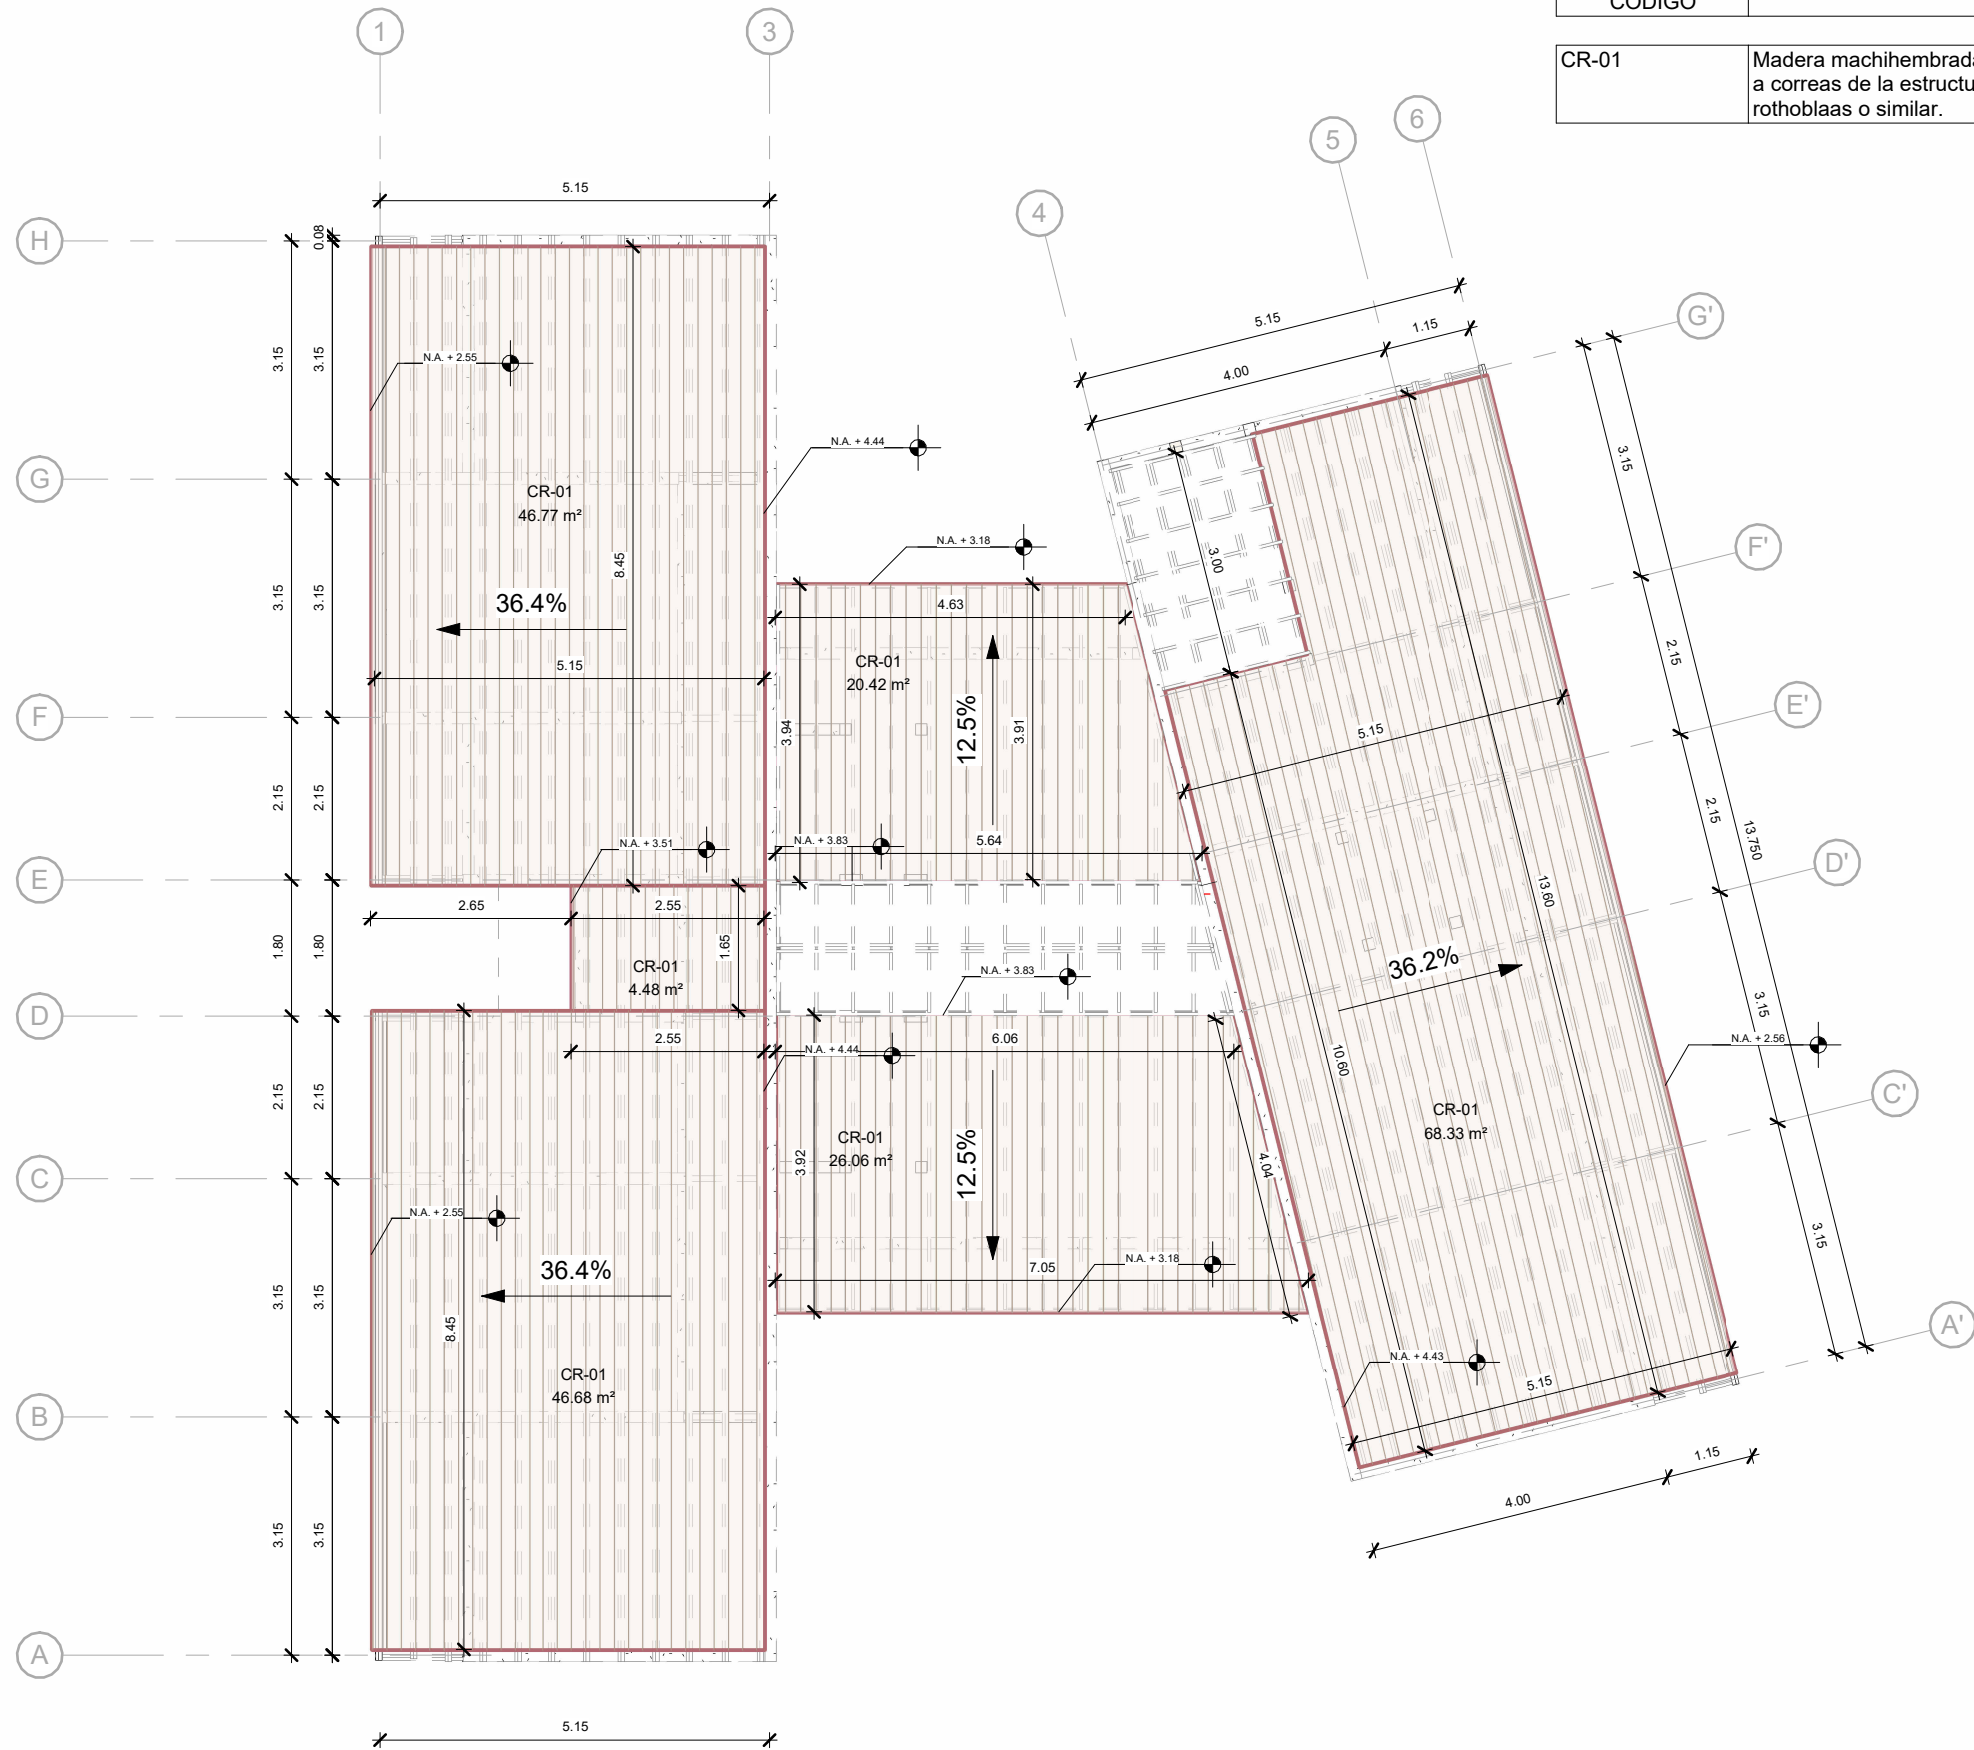 CÓDIGO
CR-01
Madera machihembrada
a correas de la estructu
rothoblaas o similar.
1
3
4
5
6
5.15
H
G
F
E
D
C
B
A
0.08
3.15
3.15
3.15
3.15
2.15
2.15
1.80
1.80
2.15
2.15
3.15
3.15
3.15
3.15
N.A. + 2.55
CR-01
46.77 m²
36.4%
8.45
5.15
N.A. + 3.51
2.65
2.55
1.65
CR-01
4.48 m²
2.55
N.A. + 4.44
N.A. + 3.18
4.63
CR-01
20.42 m²
12.5%
3.94
3.91
N.A. + 3.83
5.64
N.A. + 3.83
N.A. + 4.44
6.06
CR-01
26.06 m²
12.5%
3.92
4.04
N.A. + 3.18
7.05
N.A. + 2.55
36.4%
8.45
CR-01
46.68 m²
5.15
5.15
4.00
1.15
G'
F'
E'
D'
C'
A'
3.15
2.15
2.15
3.15
3.15
13.750
3.00
5.15
13.60
10.60
36.2%
CR-01
68.33 m²
N.A. + 2.56
N.A. + 4.43
5.15
4.00
1.15